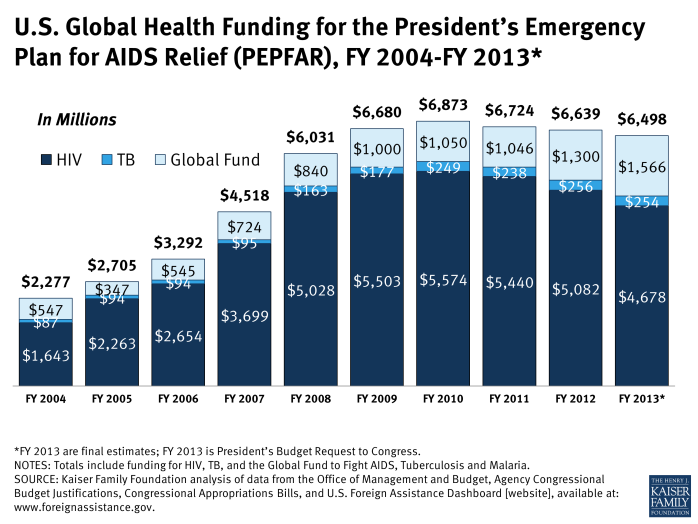 U.S. Global Health Funding for the President's Emergency
Plan for AIDS Relief (PEPFAR), FY 2004-FY 2013*
In Millions
HIV TB Global Fund
$2,277 $2,705 $3,292 $4,518 $6,031 $6,680 $6,873 $6,724 $6,639 $6,498
$547 $347 $545 $724 $840 $1,000 $1,050 $1,046 $1,300 $1,566
$87 $94 $94 $95 $163 $177 $249 $238 $256 $254
$1,643 $2,263 $2,654 $3,699 $5,028 $5,503 $5,574 $5,440 $5,082 $4,678
FY 2004 FY 2005 FY 2006 FY 2007 FY 2008 FY 2009 FY 2010 FY 2011 FY 2012 FY 2013*
*FY 2013 are final estimates; FY 2013 is President's Budget Request to Congress.
NOTES: Totals include funding for HIV, TB, and the Global Fund to Fight AIDS, Tuberculosis and Malaria.
SOURCE: Kaiser Family Foundation analysis of data from the Office of Management and Budget, Agency Congressional
Budget Justifications, Congressional Appropriations Bills, and U.S. Foreign Assistance Dashboard [website], available at:
www.foreignassistance.gov.
THE HENRY J.
KAISER
FAMILY
FOUNDATION